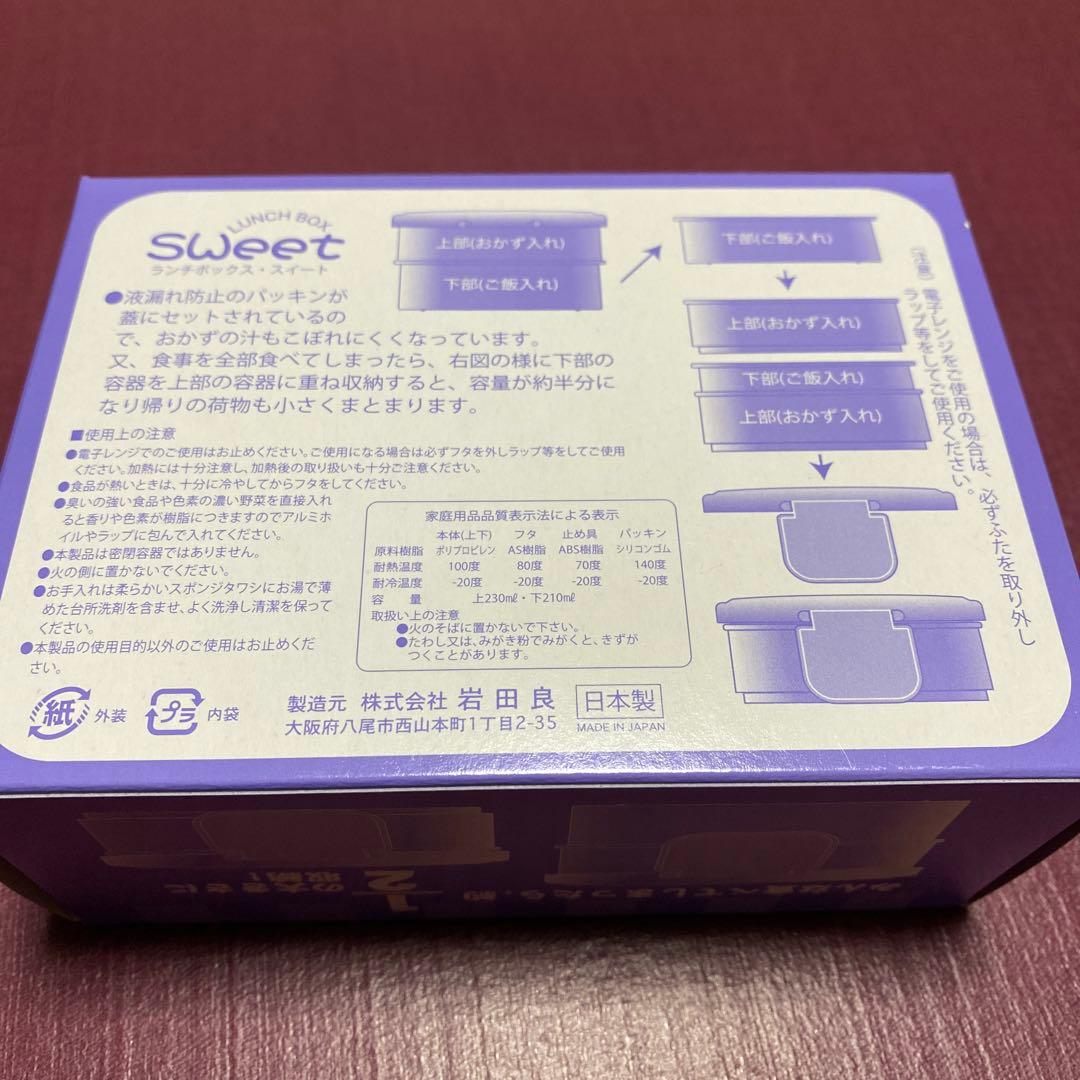 LUNCH BOX
Sweet
ランチボックス・スイート
●液漏れ防止のパッキンが
蓋にセットされているの
で、おかずの汁もこぼれにくくなっています。
又、食事を全部食べてしまったら、右図の様に下部の
容器を上部の容器に重ね収納すると、容量が約半分に
なり帰りの荷物も小さくまとまります。
■使用上の注意
●電子レンジでのご使用はお止めください。ご使用になる場合は必ずフタを外しラップ等をしてご使用
ください。加熱には十分注意し、加熱後の取り扱いも十分ご注意ください。
●食品が熱いときは、十分に冷やしてからフタをしてください。
●臭いの強い食品や色素の濃い野菜を直接入れ
ると香りや色素が樹脂につきますのでアルミホ
イルやラップに包んで入れてください。
●本製品は密閉容器ではありません。
●火の側に置かないでください。
●お手入れは柔らかいスポンジタワシにお湯で薄
めた台所洗剤を含ませ、よく洗浄し清潔を保って
ください。
●本製品の使用目的以外のご使用はお止めくだ
さい。
家庭用品品質表示法による表示
本体(上下) フタ 止め具 パッキン
原料樹脂 ポリプロピレン AS樹脂 ABS樹脂 シリコンゴム
耐熱温度 100度 80度 70度 140度
耐冷温度 -20度 -20度 -20度 -20度
容 量 上230㎖・下210㎖
取扱い上の注意
●火のそばに置かないで下さい。
●たわし又は、みがき粉でみがくと、きずが
つくことがあります。
紙 外装 プラ 内袋
製造元 株式会社 岩田良
大阪府八尾市西山本町1丁目2-35
日本製
MADE IN JAPAN
上部(おかず入れ)
下部(ご飯入れ)
下部(ご飯入れ)
上部(おかず入れ)
下部(ご飯入れ)
上部(おかず入れ)
(注意)電子レンジをご使用の場合は、必ずふたを取り外し
ラップ等をしてご使用ください。
みんな食べてしまったら、約
1/2
の大きさに
収納!